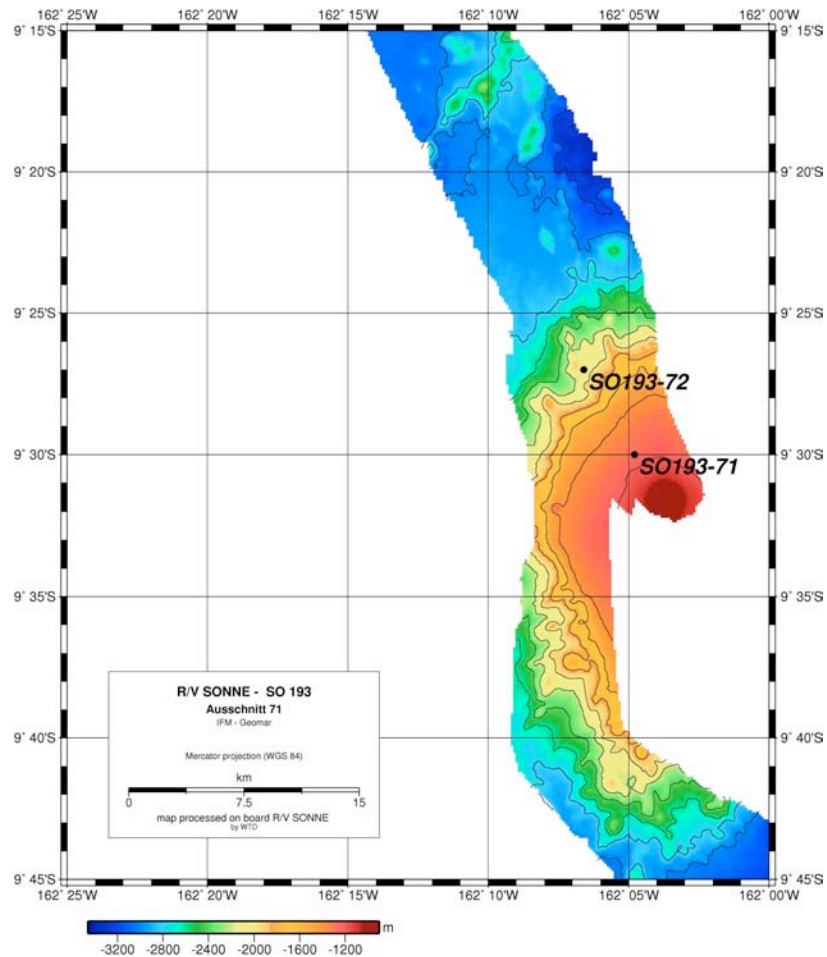 162˚25'W 162˚20'W 162˚15'W 162˚10'W 162˚05'W 162˚00'W
9˚15'S 9˚15'S
9˚20'S 9˚20'S
9˚25'S 9˚25'S
SO193-72
9˚30'S 9˚30'S
SO193-71
9˚35'S 9˚35'S
R/V SONNE - SO 193
Ausschnitt 71
IFM - Geomar
9˚40'S 9˚40'S
Mercator projection (WGS 84)
km
0 7.5 15
map processed on board R/V SONNE
by WTD
9˚45'S 9˚45'S
162˚25'W 162˚20'W 162˚15'W 162˚10'W 162˚05'W 162˚00'W
m
-3200 -2800 -2400 -2000 -1600 -1200